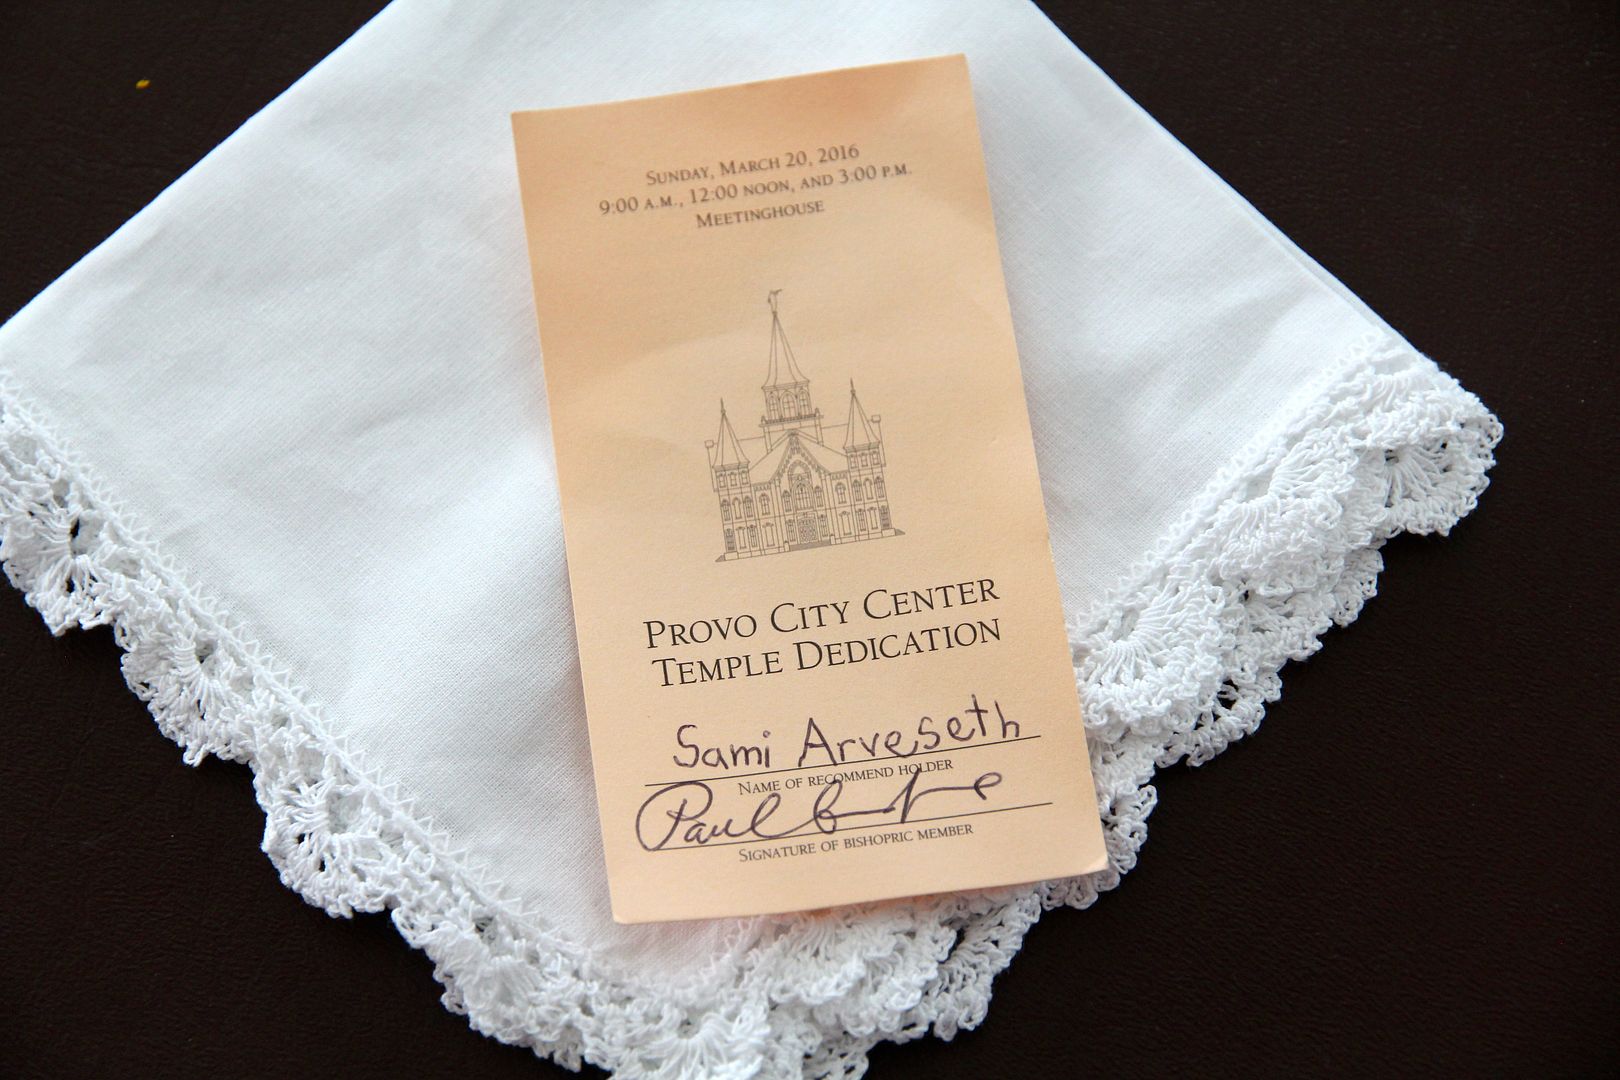 Sunday, March 20, 2016
9:00 a.m., 12:00 noon, and 3:00 p.m.
Meetinghouse
Provo City Center
Temple Dedication
Sami Arveseth
Name of recommend holder
Paul
Signature of bishopric member